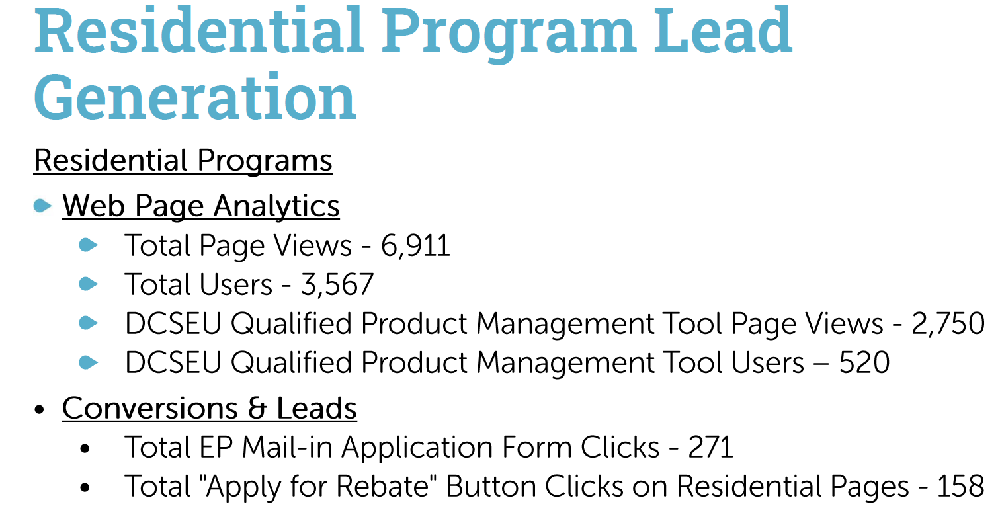 Residential Program Lead
Generation
Residential Programs
Web Page Analytics
Total Page Views - 6,911
Total Users - 3,567
DCSEU Qualified Product Management Tool Page Views - 2,750
DCSEU Qualified Product Management Tool Users – 520
• Conversions & Leads
• Total EP Mail-in Application Form Clicks - 271
• Total "Apply for Rebate" Button Clicks on Residential Pages - 158